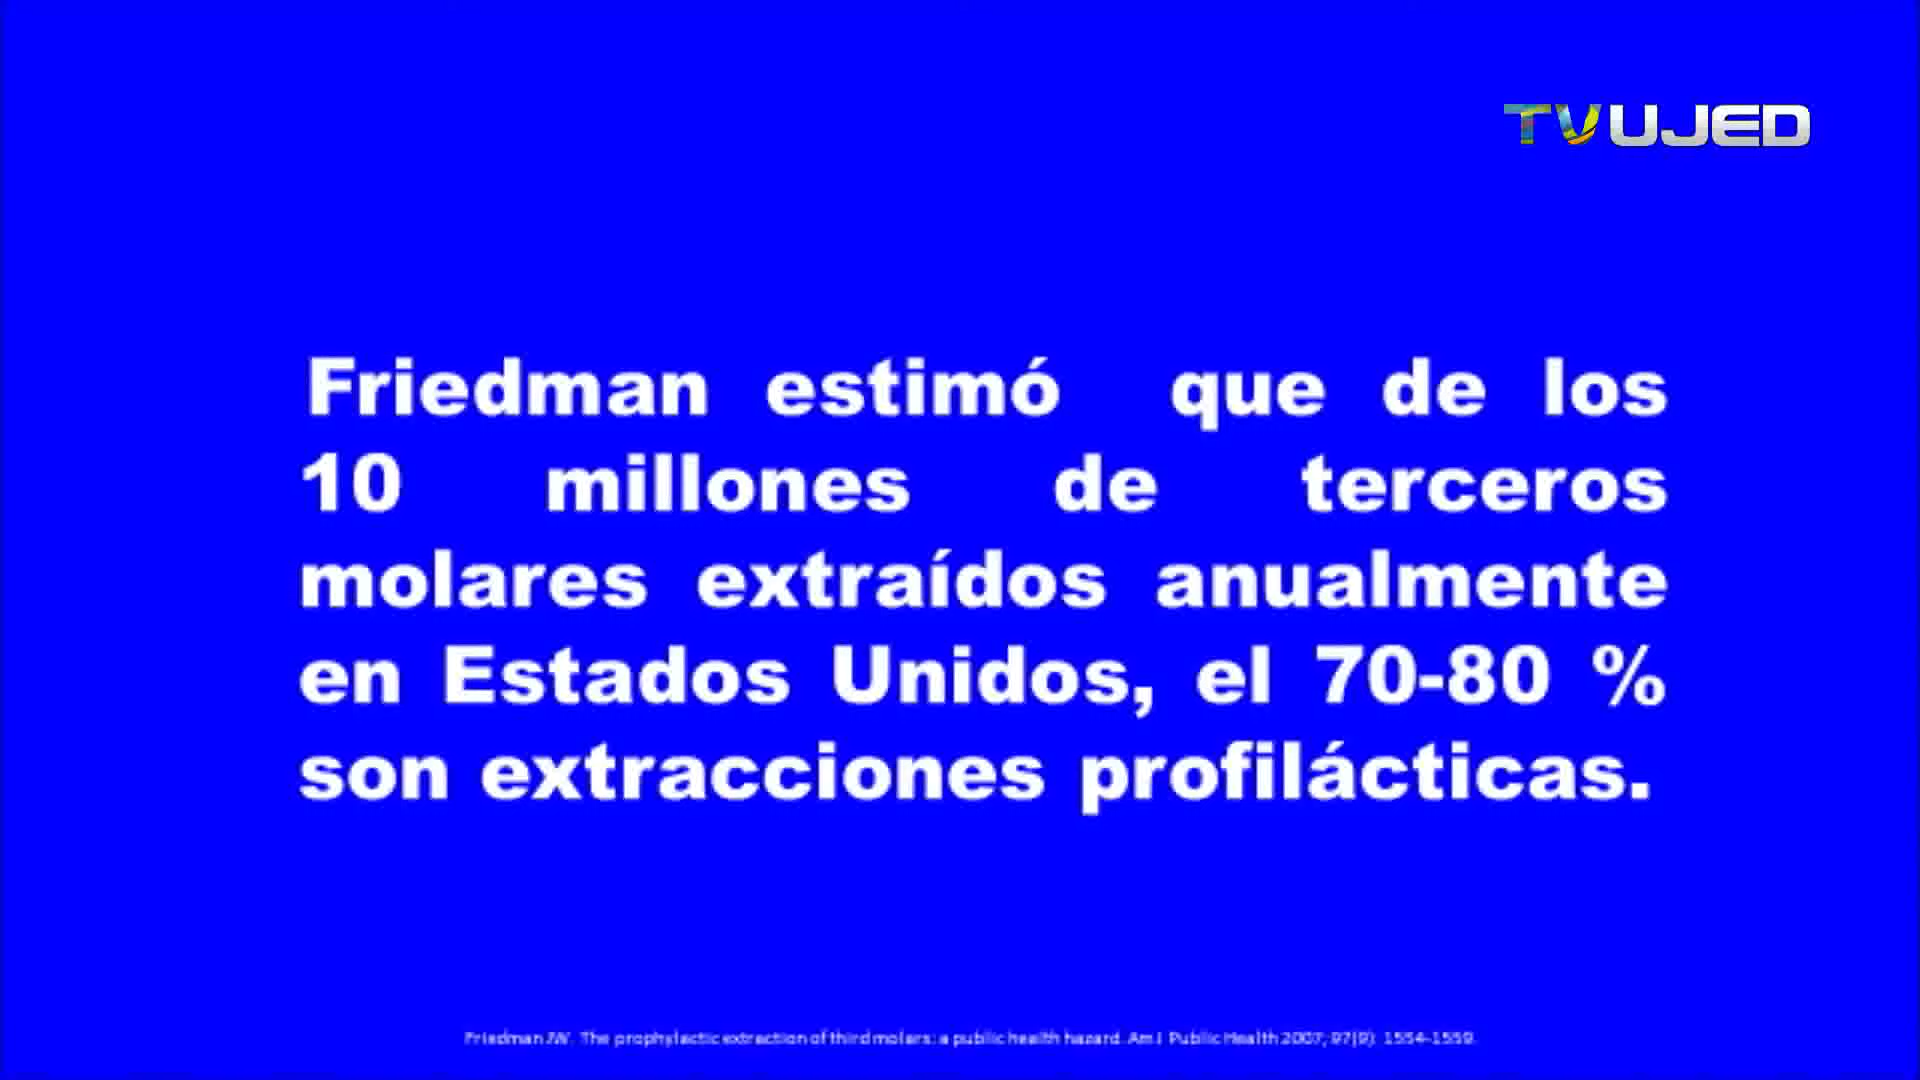 TVUJED
Friedman estimó que de los
10 millones de terceros
molares extraídos anualmente
en Estados Unidos, el 70-80 %
son extracciones profilácticas.
Friedman JW. The prophylactic extraction of third molars: a public health hazard. Am J Public Health 2007; 97(9): 1554-1559.